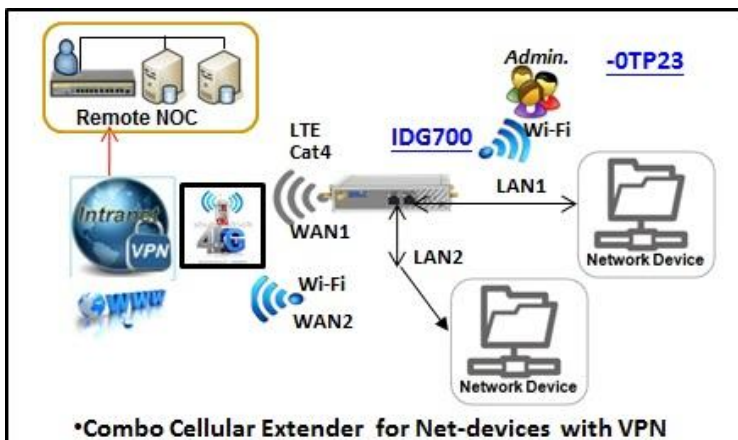 Admin.
-0TP23
Remote NOC
LTE
Cat4
IDG700
Wi-Fi
LAN1
Intranet
VPN
4G
WAN1
LAN2
Network Device
WWW
Wi-Fi
WAN2
Network Device
•Combo Cellular Extender for Net-devices with VPN